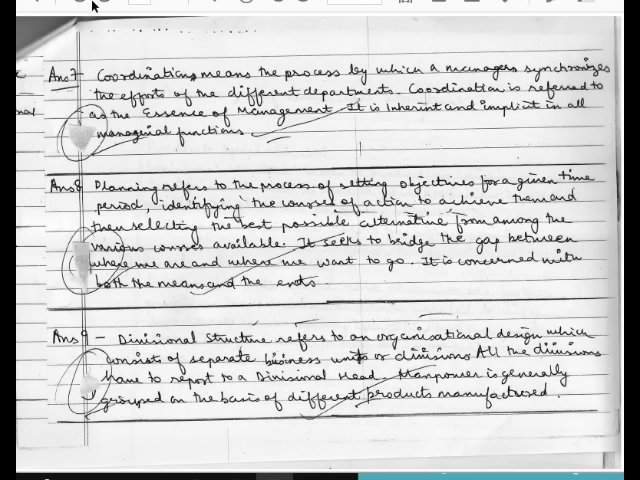 Ans 7 - Coordinations means the process by which a managers synchronizes
the efforts of the different departments. Coordination is referred to
as the Essence of Management. It is Inherent and implicit in all
managerial functions.
Ans 8 Planning refers to the process of setting objectives for a given time
period, identifying the courses of action to achieve them and
then selecting the best possible alternative from among the
various courses available. It seeks to bridge the gap between
where we are and where we want to go. It is concerned with
both the means and the ends.
Ans 9 - Divisional Structure refers to an organisational design which
consists of separate business units or divisions. All the divisions
have to report to a Divisional Head. Manpower is generally
grouped on the basis of different products manufactured.